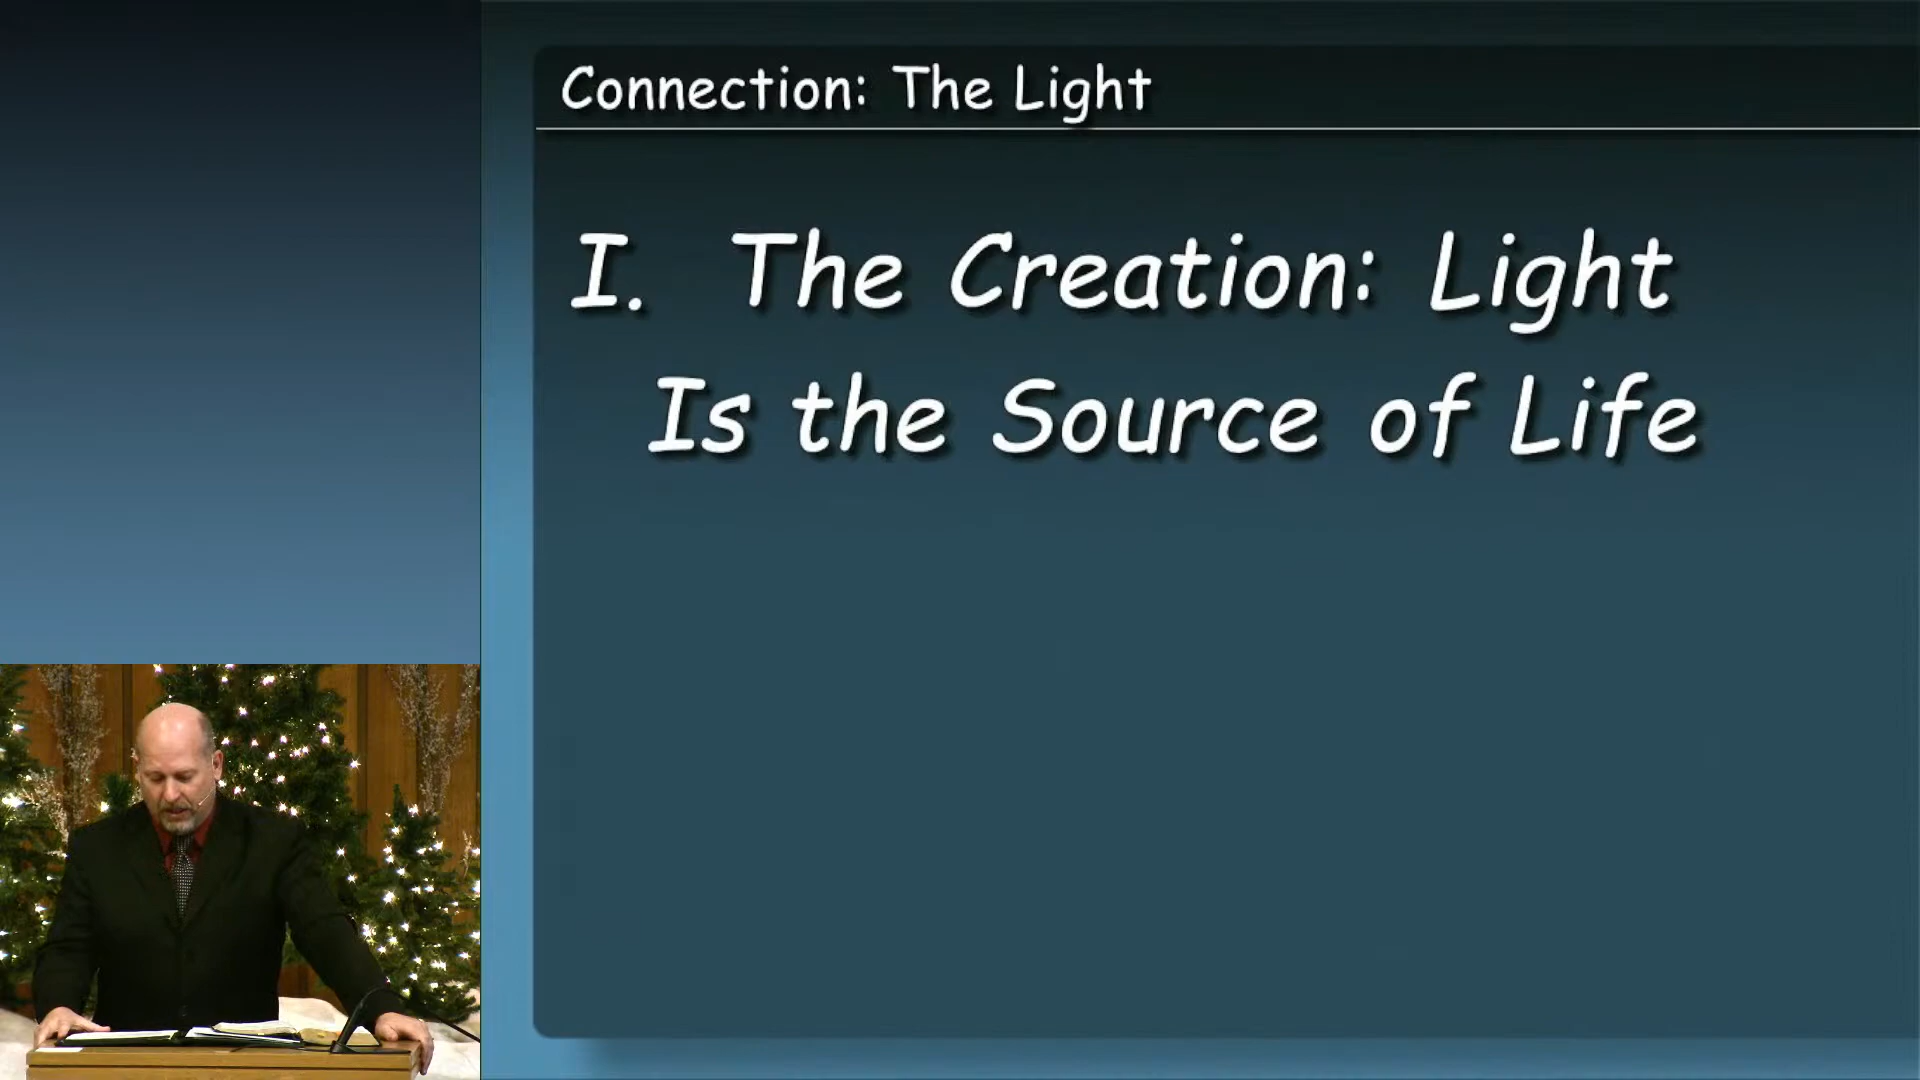 Connection: The Light
I. The Creation: Light
Is the Source of Life